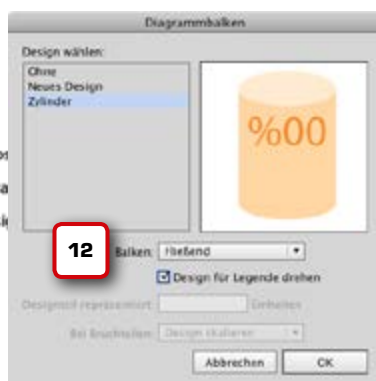 Diagrammbalken
Design wählen:
Ohne
Neues Design
Zylinder
%00
12
Balken: Fließend
Design für Legende drehen
Designteil repräsentiert: Einheiten
Bei Bruchteilen: Design skalieren
Abbrechen OK